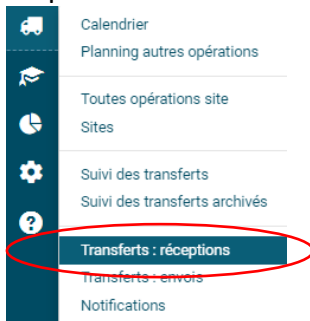 Calendrier
Planning autres opérations
Toutes opérations site
Sites
Suivi des transferts
Suivi des transferts archivés
Transferts : réceptions
Transferts : envois
Notifications